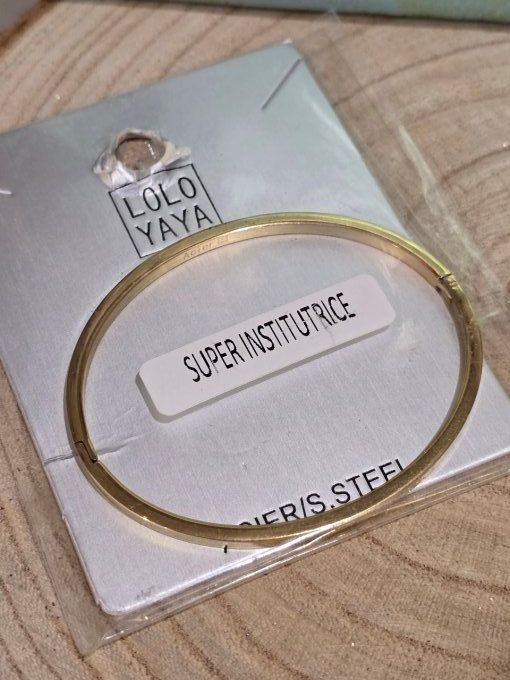 LOLO
YAYA
SUPER INSTITUTRICE
CIER/S.STEEL